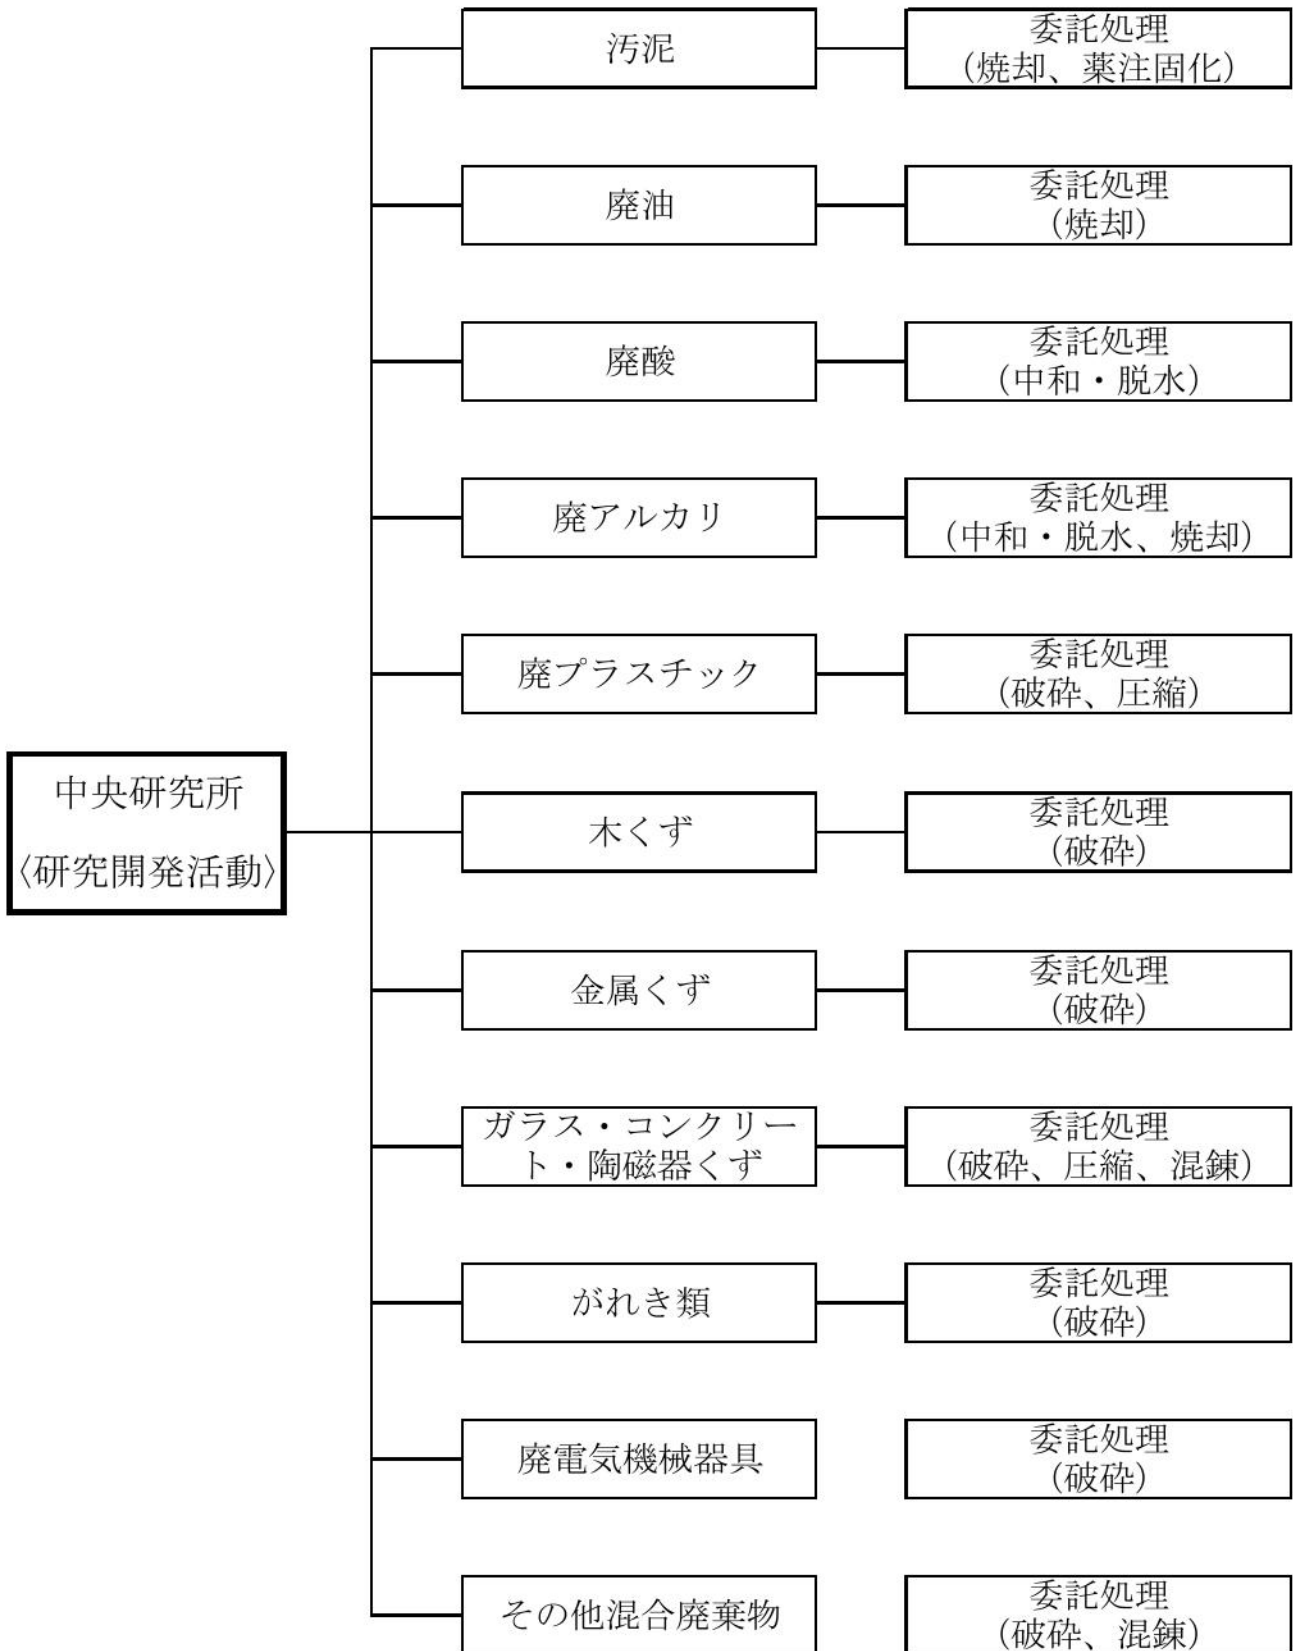 汚泥
委託処理
（焼却、薬注固化）
廃油
委託処理
（焼却）
廃酸
委託処理
（中和・脱水）
廃アルカリ
委託処理
（中和・脱水、焼却）
廃プラスチック
委託処理
（破砕、圧縮）
中央研究所
〈研究開発活動〉
木くず
委託処理
（破砕）
金属くず
委託処理
（破砕）
ガラス・コンクリー
ト・陶磁器くず
委託処理
（破砕、圧縮、混錬）
がれき類
委託処理
（破砕）
廃電気機械器具
委託処理
（破砕）
その他混合廃棄物
委託処理
（破砕、混錬）